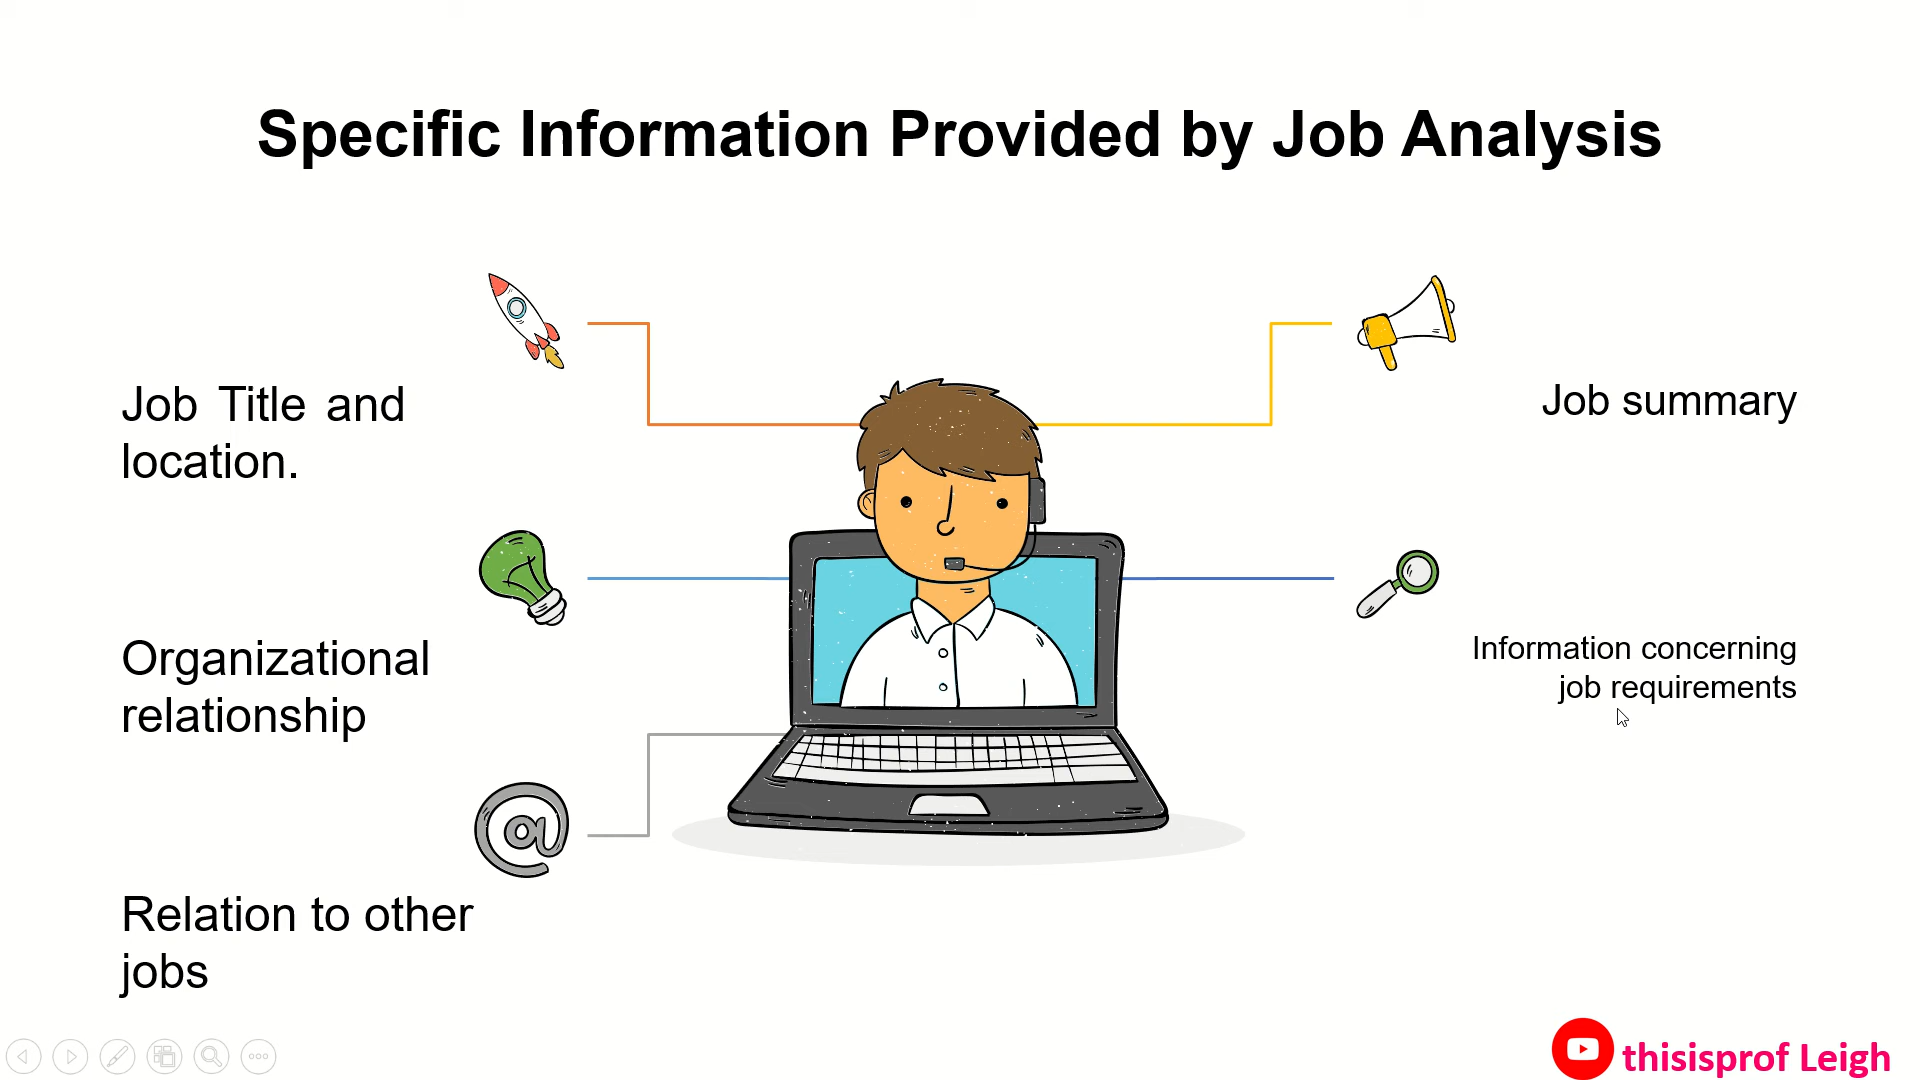 Specific Information Provided by Job Analysis
Job Title and
location.
Organizational
relationship
Relation to other
jobs
Job summary
Information concerning
job requirements
thisisprof Leigh